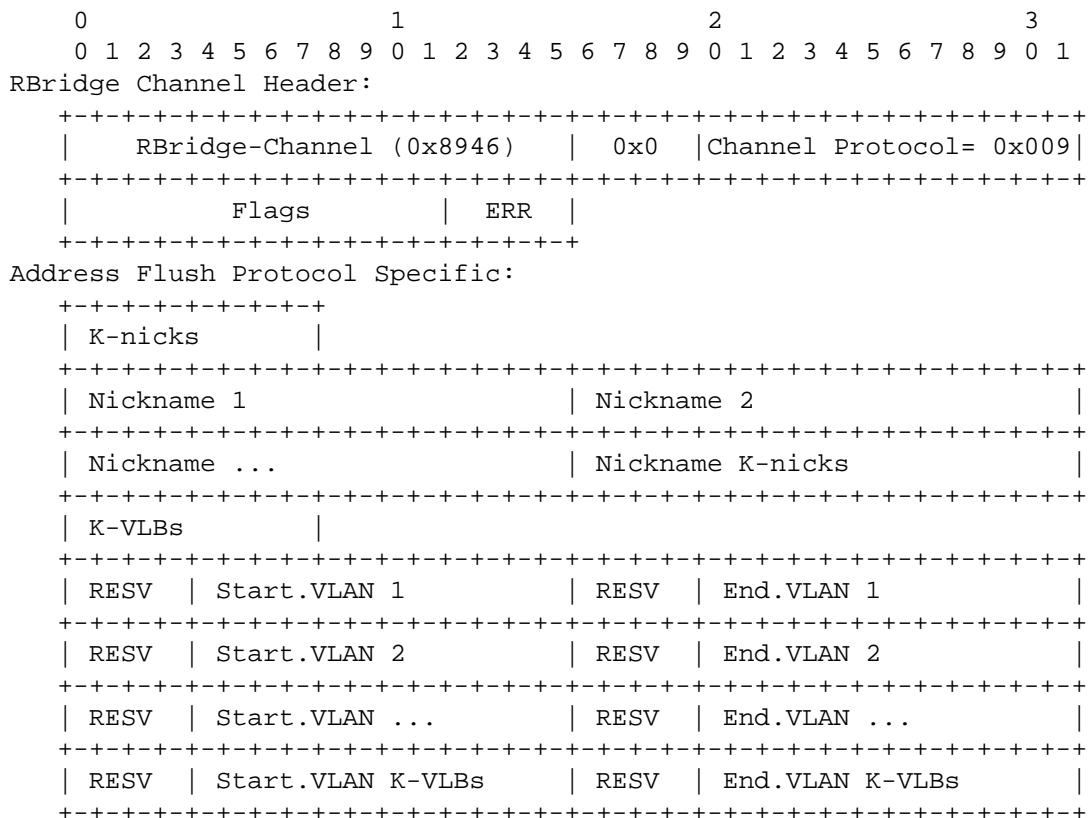 0                   1                   2                   3
    0 1 2 3 4 5 6 7 8 9 0 1 2 3 4 5 6 7 8 9 0 1 2 3 4 5 6 7 8 9 0 1
RBridge Channel Header:
   +-+-+-+-+-+-+-+-+-+-+-+-+-+-+-+-+-+-+-+-+-+-+-+-+-+-+-+-+-+-+-+-+
   |    RBridge-Channel (0x8946)   |  0x0  |Channel Protocol= 0x009|
   +-+-+-+-+-+-+-+-+-+-+-+-+-+-+-+-+-+-+-+-+-+-+-+-+-+-+-+-+-+-+-+-+
   |          Flags        |  ERR  |
   +-+-+-+-+-+-+-+-+-+-+-+-+-+-+-+-+
Address Flush Protocol Specific:
   +-+-+-+-+-+-+-+-+
   | K-nicks       |
   +-+-+-+-+-+-+-+-+-+-+-+-+-+-+-+-+-+-+-+-+-+-+-+-+-+-+-+-+-+-+-+-+
   | Nickname 1                    | Nickname 2                    |
   +-+-+-+-+-+-+-+-+-+-+-+-+-+-+-+-+-+-+-+-+-+-+-+-+-+-+-+-+-+-+-+-+
   | Nickname ...                  | Nickname K-nicks              |
   +-+-+-+-+-+-+-+-+-+-+-+-+-+-+-+-+-+-+-+-+-+-+-+-+-+-+-+-+-+-+-+-+
   | K-VLBs        |
   +-+-+-+-+-+-+-+-+-+-+-+-+-+-+-+-+-+-+-+-+-+-+-+-+-+-+-+-+-+-+-+-+
   | RESV  | Start.VLAN 1          | RESV  | End.VLAN 1            |
   +-+-+-+-+-+-+-+-+-+-+-+-+-+-+-+-+-+-+-+-+-+-+-+-+-+-+-+-+-+-+-+-+
   | RESV  | Start.VLAN 2          | RESV  | End.VLAN 2            |
   +-+-+-+-+-+-+-+-+-+-+-+-+-+-+-+-+-+-+-+-+-+-+-+-+-+-+-+-+-+-+-+-+
   | RESV  | Start.VLAN ...        | RESV  | End.VLAN ...          |
   +-+-+-+-+-+-+-+-+-+-+-+-+-+-+-+-+-+-+-+-+-+-+-+-+-+-+-+-+-+-+-+-+
   | RESV  | Start.VLAN K-VLBs     | RESV  | End.VLAN K-VLBs       |
   +-+-+-+-+-+-+-+-+-+-+-+-+-+-+-+-+-+-+-+-+-+-+-+-+-+-+-+-+-+-+-+-+